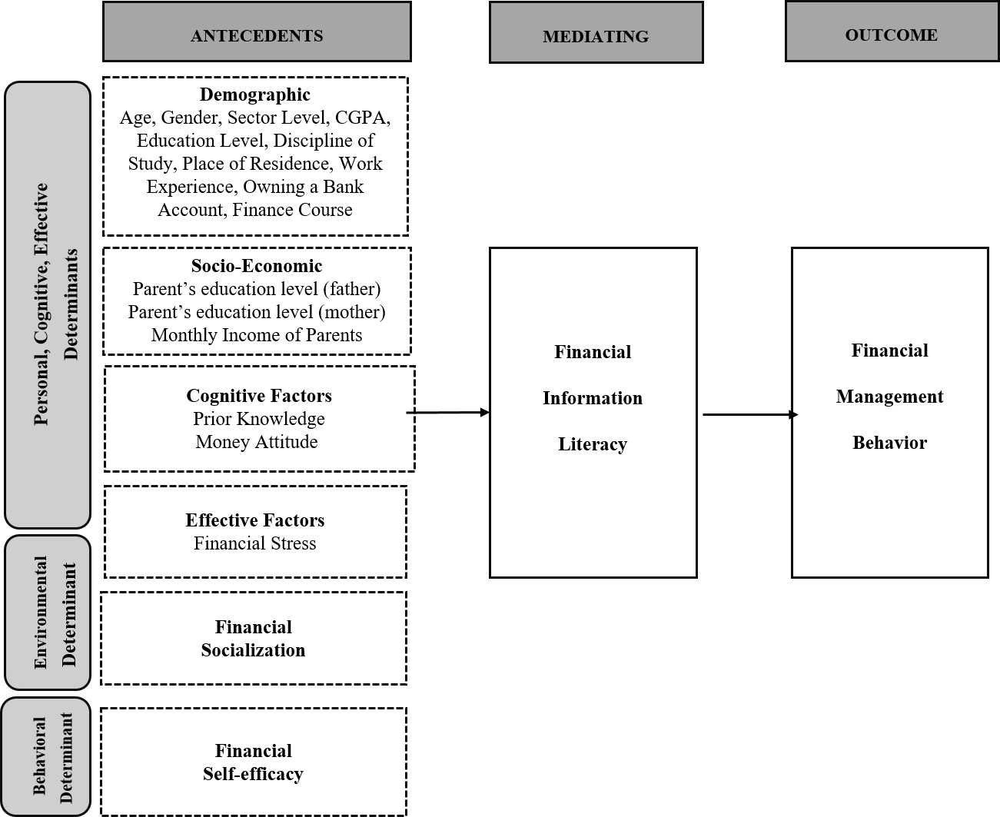 ANTECEDENTS
MEDIATING
OUTCOME
Personal, Cognitive, Effective
Determinants
Demographic
Age, Gender, Sector Level, CGPA,
Education Level, Discipline of
Study, Place of Residence, Work
Experience, Owning a Bank
Account, Finance Course
Socio-Economic
Parent’s education level (father)
Parent’s education level (mother)
Monthly Income of Parents
Cognitive Factors
Prior Knowledge
Money Attitude
Effective Factors
Financial Stress
Environmental
Determinant
Financial
Socialization
Behavioral
Determinant
Financial
Self-efficacy
Financial
Information
Literacy
Financial
Management
Behavior